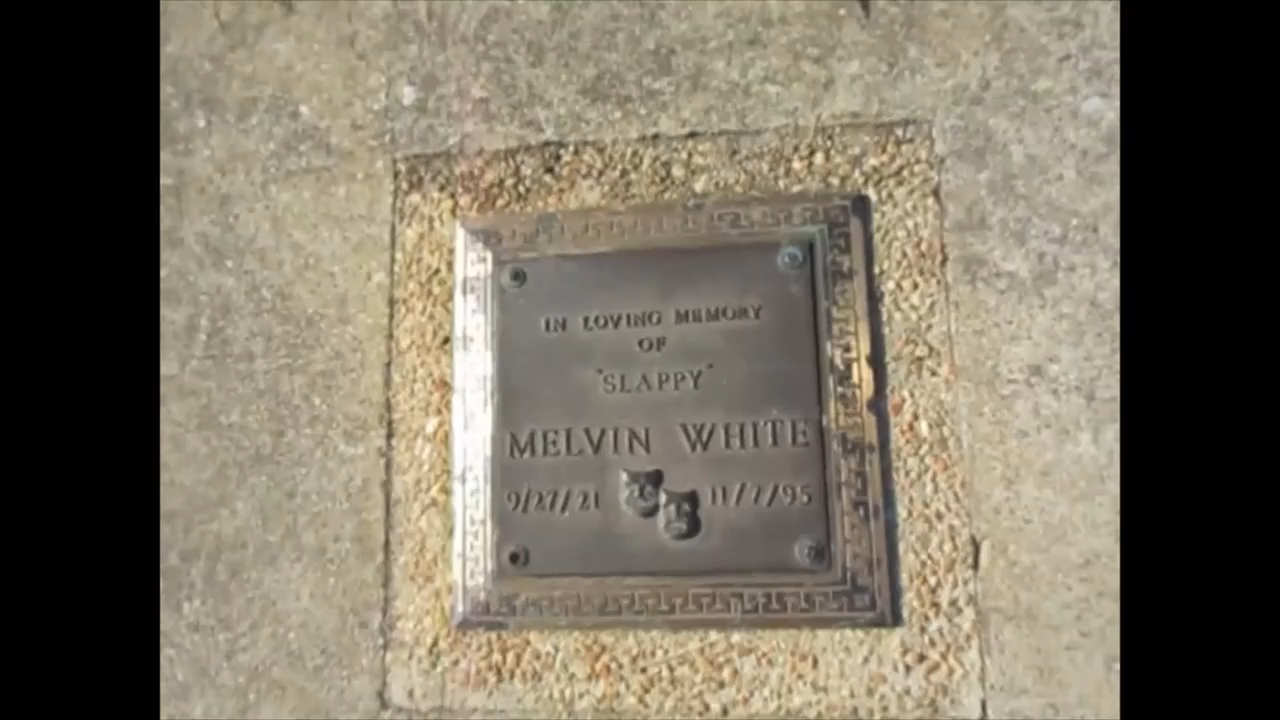 IN LOVING MEMORY
OF
"SLAPPY"
MELVIN WHITE
9/27/21 11/7/95